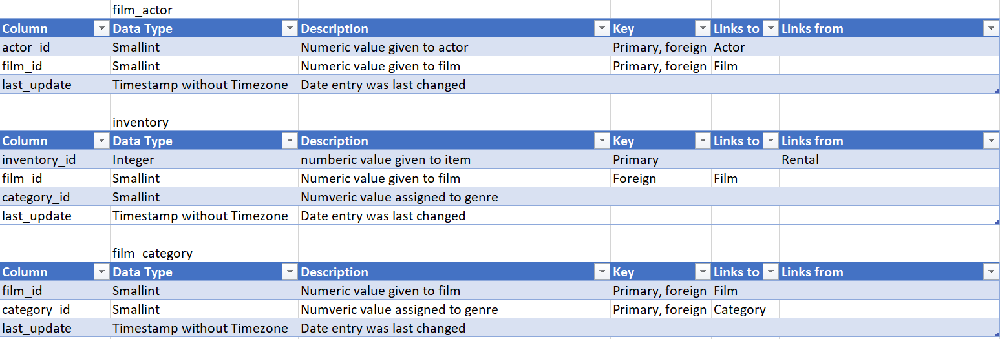 film_actor
Column Data Type Description Key Links to Links from
actor_id Smallint Numeric value given to actor Primary, foreign Actor
film_id Smallint Numeric value given to film Primary, foreign Film
last_update Timestamp without Timezone Date entry was last changed
inventory
Column Data Type Description Key Links to Links from
inventory_id Integer numberic value given to item Primary Rental
film_id Smallint Numeric value given to film Foreign Film
category_id Smallint Numveric value assigned to genre
last_update Timestamp without Timezone Date entry was last changed
film_category
Column Data Type Description Key Links to Links from
film_id Smallint Numeric value given to film Primary, foreign Film
category_id Smallint Numveric value assigned to genre Primary, foreign Category
last_update Timestamp without Timezone Date entry was last changed